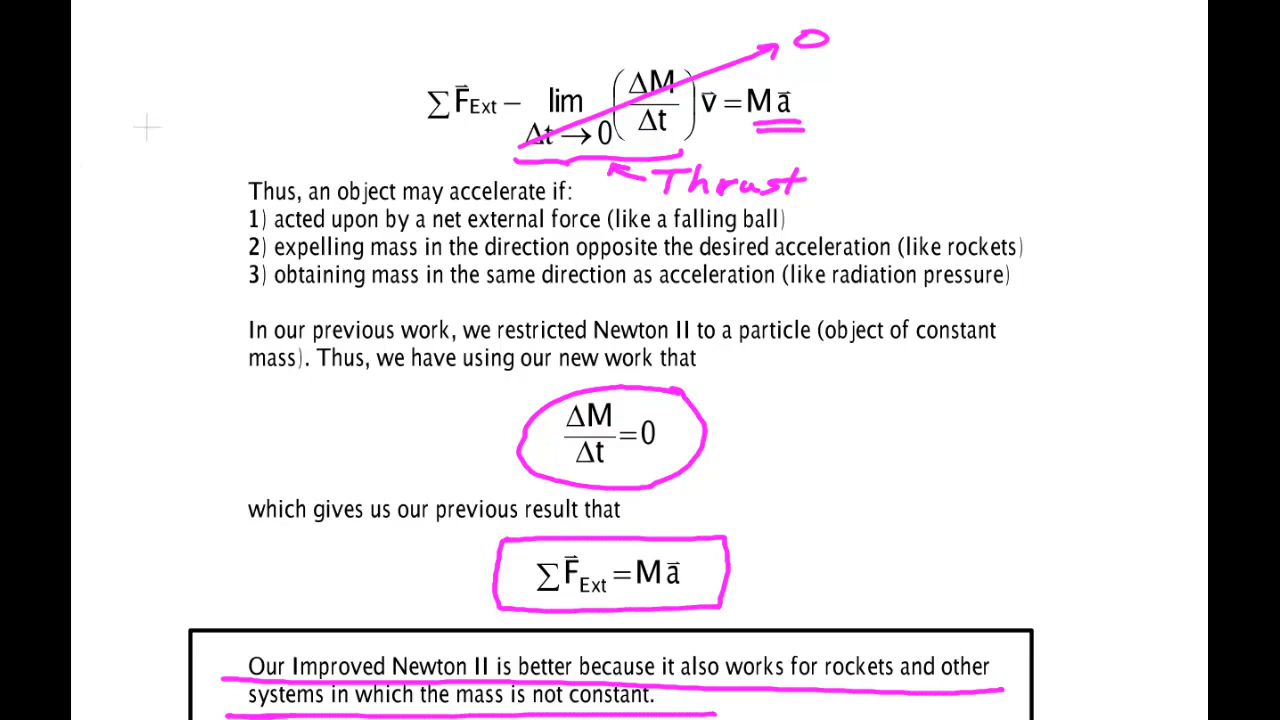 0
∑F⃗Ext − lim Δt → 0 (ΔM/Δt) v⃗ = M a⃗
Thrust
Thus, an object may accelerate if:
1) acted upon by a net external force (like a falling ball)
2) expelling mass in the direction opposite the desired acceleration (like rockets)
3) obtaining mass in the same direction as acceleration (like radiation pressure)
In our previous work, we restricted Newton II to a particle (object of constant
mass). Thus, we have using our new work that
ΔM/Δt = 0
which gives us our previous result that
∑F⃗Ext = M a⃗
Our Improved Newton II is better because it also works for rockets and other
systems in which the mass is not constant.